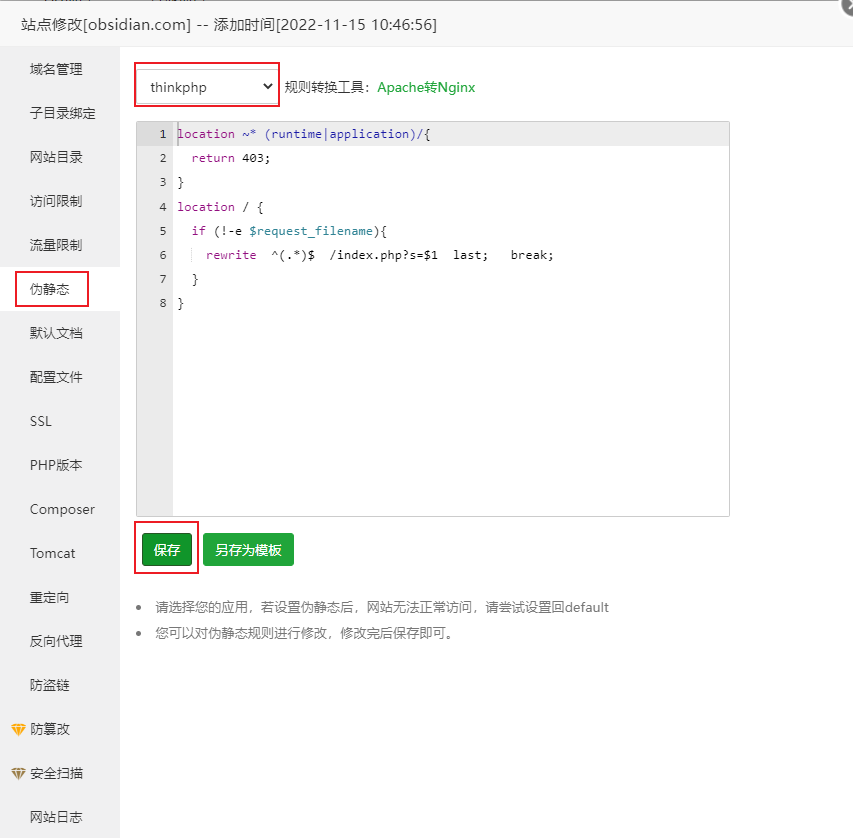 站点修改[obsidian.com] -- 添加时间[2022-11-15 10:46:56]
域名管理
子目录绑定
网站目录
访问限制
流量限制
伪静态
默认文档
配置文件
SSL
PHP版本
Composer
Tomcat
重定向
反向代理
防盗链
防篡改
安全扫描
网站日志
thinkphp 规则转换工具：Apache转Nginx
1 location ~* (runtime|application)/{
2   return 403;
3 }
4 location / {
5   if (!-e $request_filename){
6     rewrite  ^(.*)$  /index.php?s=$1  last;   break;
7   }
8 }
保存 另存为模板
• 请选择您的应用，若设置伪静态后，网站无法正常访问，请尝试设置回default
• 您可以对伪静态规则进行修改，修改完后保存即可。